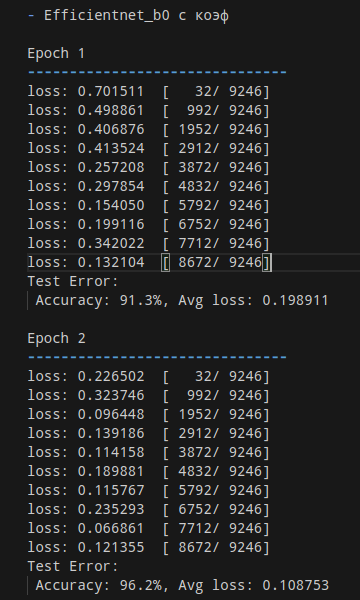 - Efficientnet_b0 с коэф
Epoch 1
-------------------------------
loss: 0.701511  [   32/ 9246]
loss: 0.498861  [  992/ 9246]
loss: 0.406876  [ 1952/ 9246]
loss: 0.413524  [ 2912/ 9246]
loss: 0.257208  [ 3872/ 9246]
loss: 0.297854  [ 4832/ 9246]
loss: 0.154050  [ 5792/ 9246]
loss: 0.199116  [ 6752/ 9246]
loss: 0.342022  [ 7712/ 9246]
loss: 0.132104  [ 8672/ 9246]
Test Error:
Accuracy: 91.3%, Avg loss: 0.198911
Epoch 2
-------------------------------
loss: 0.226502  [   32/ 9246]
loss: 0.323746  [  992/ 9246]
loss: 0.096448  [ 1952/ 9246]
loss: 0.139186  [ 2912/ 9246]
loss: 0.114158  [ 3872/ 9246]
loss: 0.189881  [ 4832/ 9246]
loss: 0.115767  [ 5792/ 9246]
loss: 0.235293  [ 6752/ 9246]
loss: 0.066861  [ 7712/ 9246]
loss: 0.121355  [ 8672/ 9246]
Test Error:
Accuracy: 96.2%, Avg loss: 0.108753